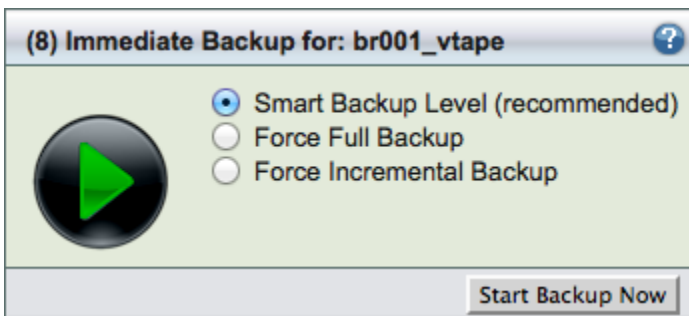 (8) Immediate Backup for: br001_vtape
?
Smart Backup Level (recommended)
Force Full Backup
Force Incremental Backup
Start Backup Now